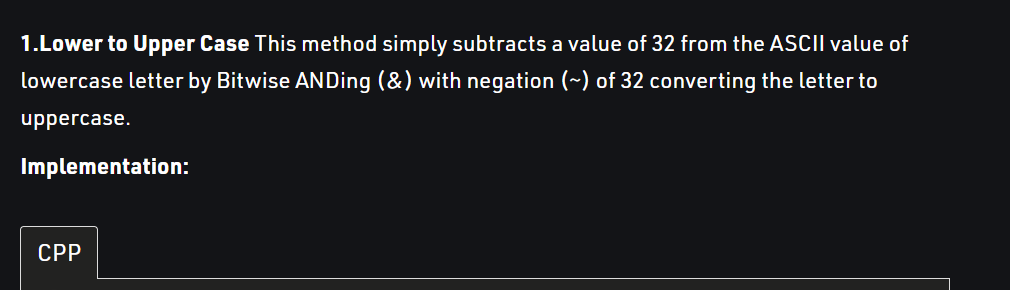 1.Lower to Upper Case This method simply subtracts a value of 32 from the ASCII value of
lowercase letter by Bitwise ANDing (&) with negation (~) of 32 converting the letter to
uppercase.
Implementation:
CPP